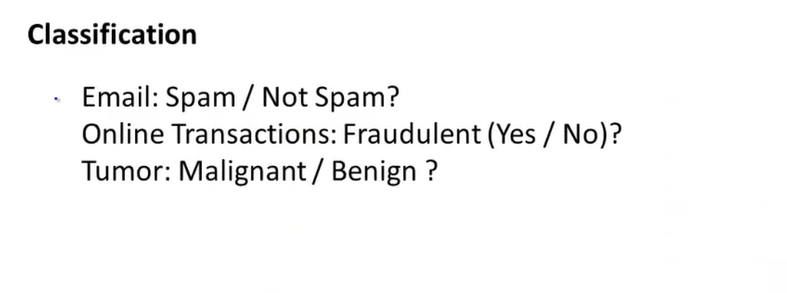 Classification
Email: Spam / Not Spam?
Online Transactions: Fraudulent (Yes / No)?
Tumor: Malignant / Benign ?